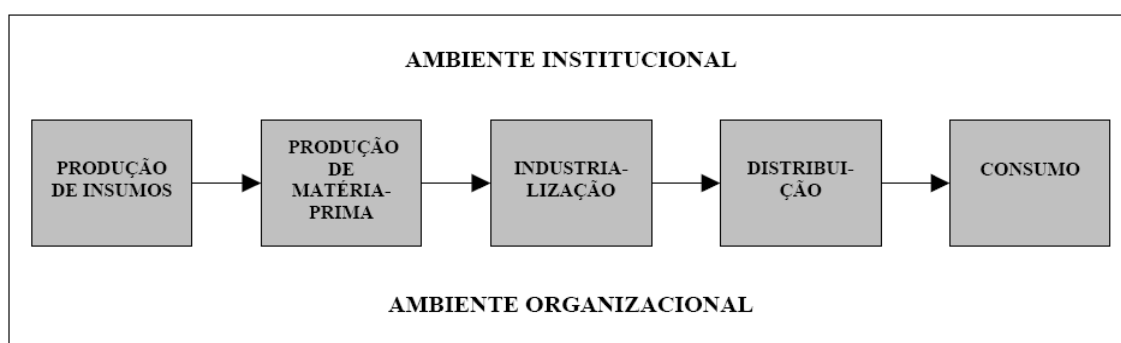 AMBIENTE INSTITUCIONAL
PRODUÇÃO
DE INSUMOS
PRODUÇÃO
DE
MATÉRIA-
PRIMA
INDUSTRIA-
LIZAÇÃO
DISTRIBUI-
ÇÃO
CONSUMO
AMBIENTE ORGANIZACIONAL